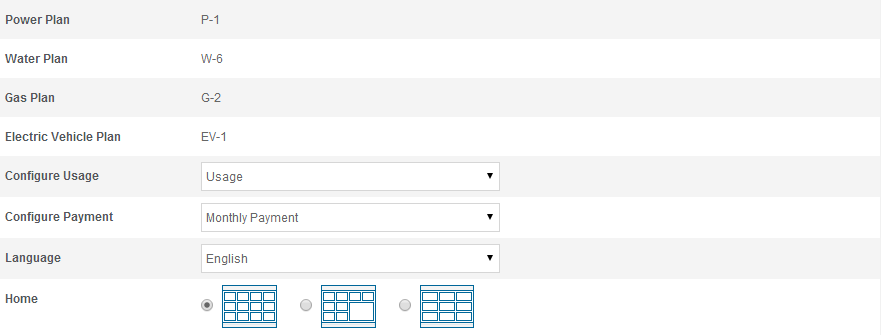 Power Plan P-1
Water Plan W-6
Gas Plan G-2
Electric Vehicle Plan EV-1
Configure Usage Usage
Configure Payment Monthly Payment
Language English
Home